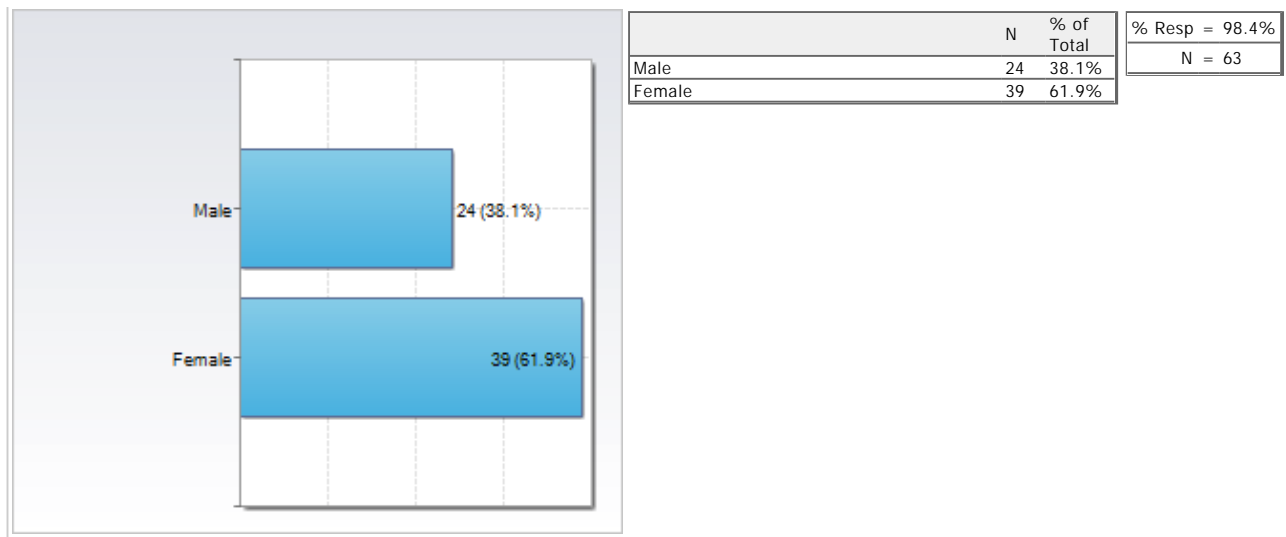 Male
24 (38.1%)
Female
39 (61.9%)
N % of Total
Male 24 38.1%
Female 39 61.9%
% Resp = 98.4%
N = 63